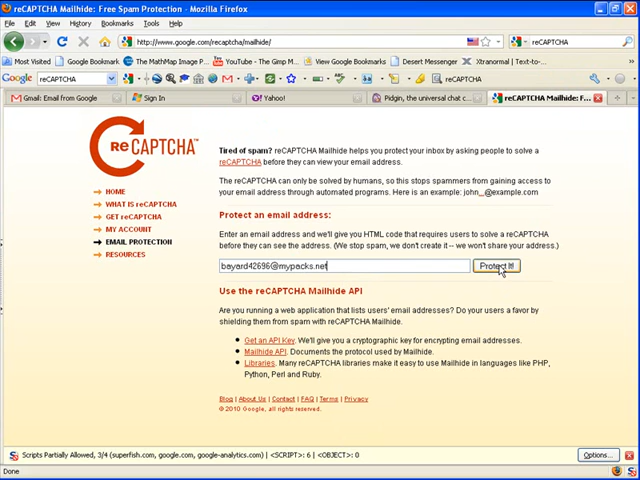 reCAPTCHA Mailhide: Free Spam Protection - Mozilla Firefox
File Edit View History Bookmarks Tools Help
http://www.google.com/recaptcha/mailhide/
reCAPTCHA
Most Visited Google Bookmark The MathMap Image P... YouTube - The Gimp M... View Google Bookmarks Desert Messenger Xtranormal | Text-to...
Google reCAPTCHA reCAPTCHA
Gmail: Email from Google Sign In Yahoo! Pidgin, the universal chat c... reCAPTCHA Mailhide: F...
reCAPTCHA
HOME
WHAT IS reCAPTCHA
GET reCAPTCHA
MY ACCOUNT
EMAIL PROTECTION
RESOURCES
Tired of spam? reCAPTCHA Mailhide helps you protect your inbox by asking people to solve a
reCAPTCHA before they can view your email address.
The reCAPTCHA can only be solved by humans, so this stops spammers from gaining access to
your email address through automated programs. Here is an example: john_@example.com
Protect an email address:
Enter an email address and we'll give you HTML code that requires users to solve a reCAPTCHA
before they can see the address. (We stop spam, we don't create it -- we won't share your address.)
bayard42696@mypacks.net
Protect It!
Use the reCAPTCHA Mailhide API
Are you running a web application that lists users' email addresses? Do your users a favor by
shielding them from spam with reCAPTCHA Mailhide.
Get an API Key. We'll give you a cryptographic key for encrypting email addresses.
Mailhide API. Documents the protocol used by Mailhide.
Libraries. Many reCAPTCHA libraries make it easy to use Mailhide in languages like PHP,
Python, Perl and Ruby.
Blog | About Us | Contact | FAQ | Terms | Privacy
© 2010 Google, all rights reserved.
Scripts Partially Allowed, 3/4 (superfish.com, google.com, google-analytics.com) | <SCRIPT>: 6 | <OBJECT>: 0
Options...
Done